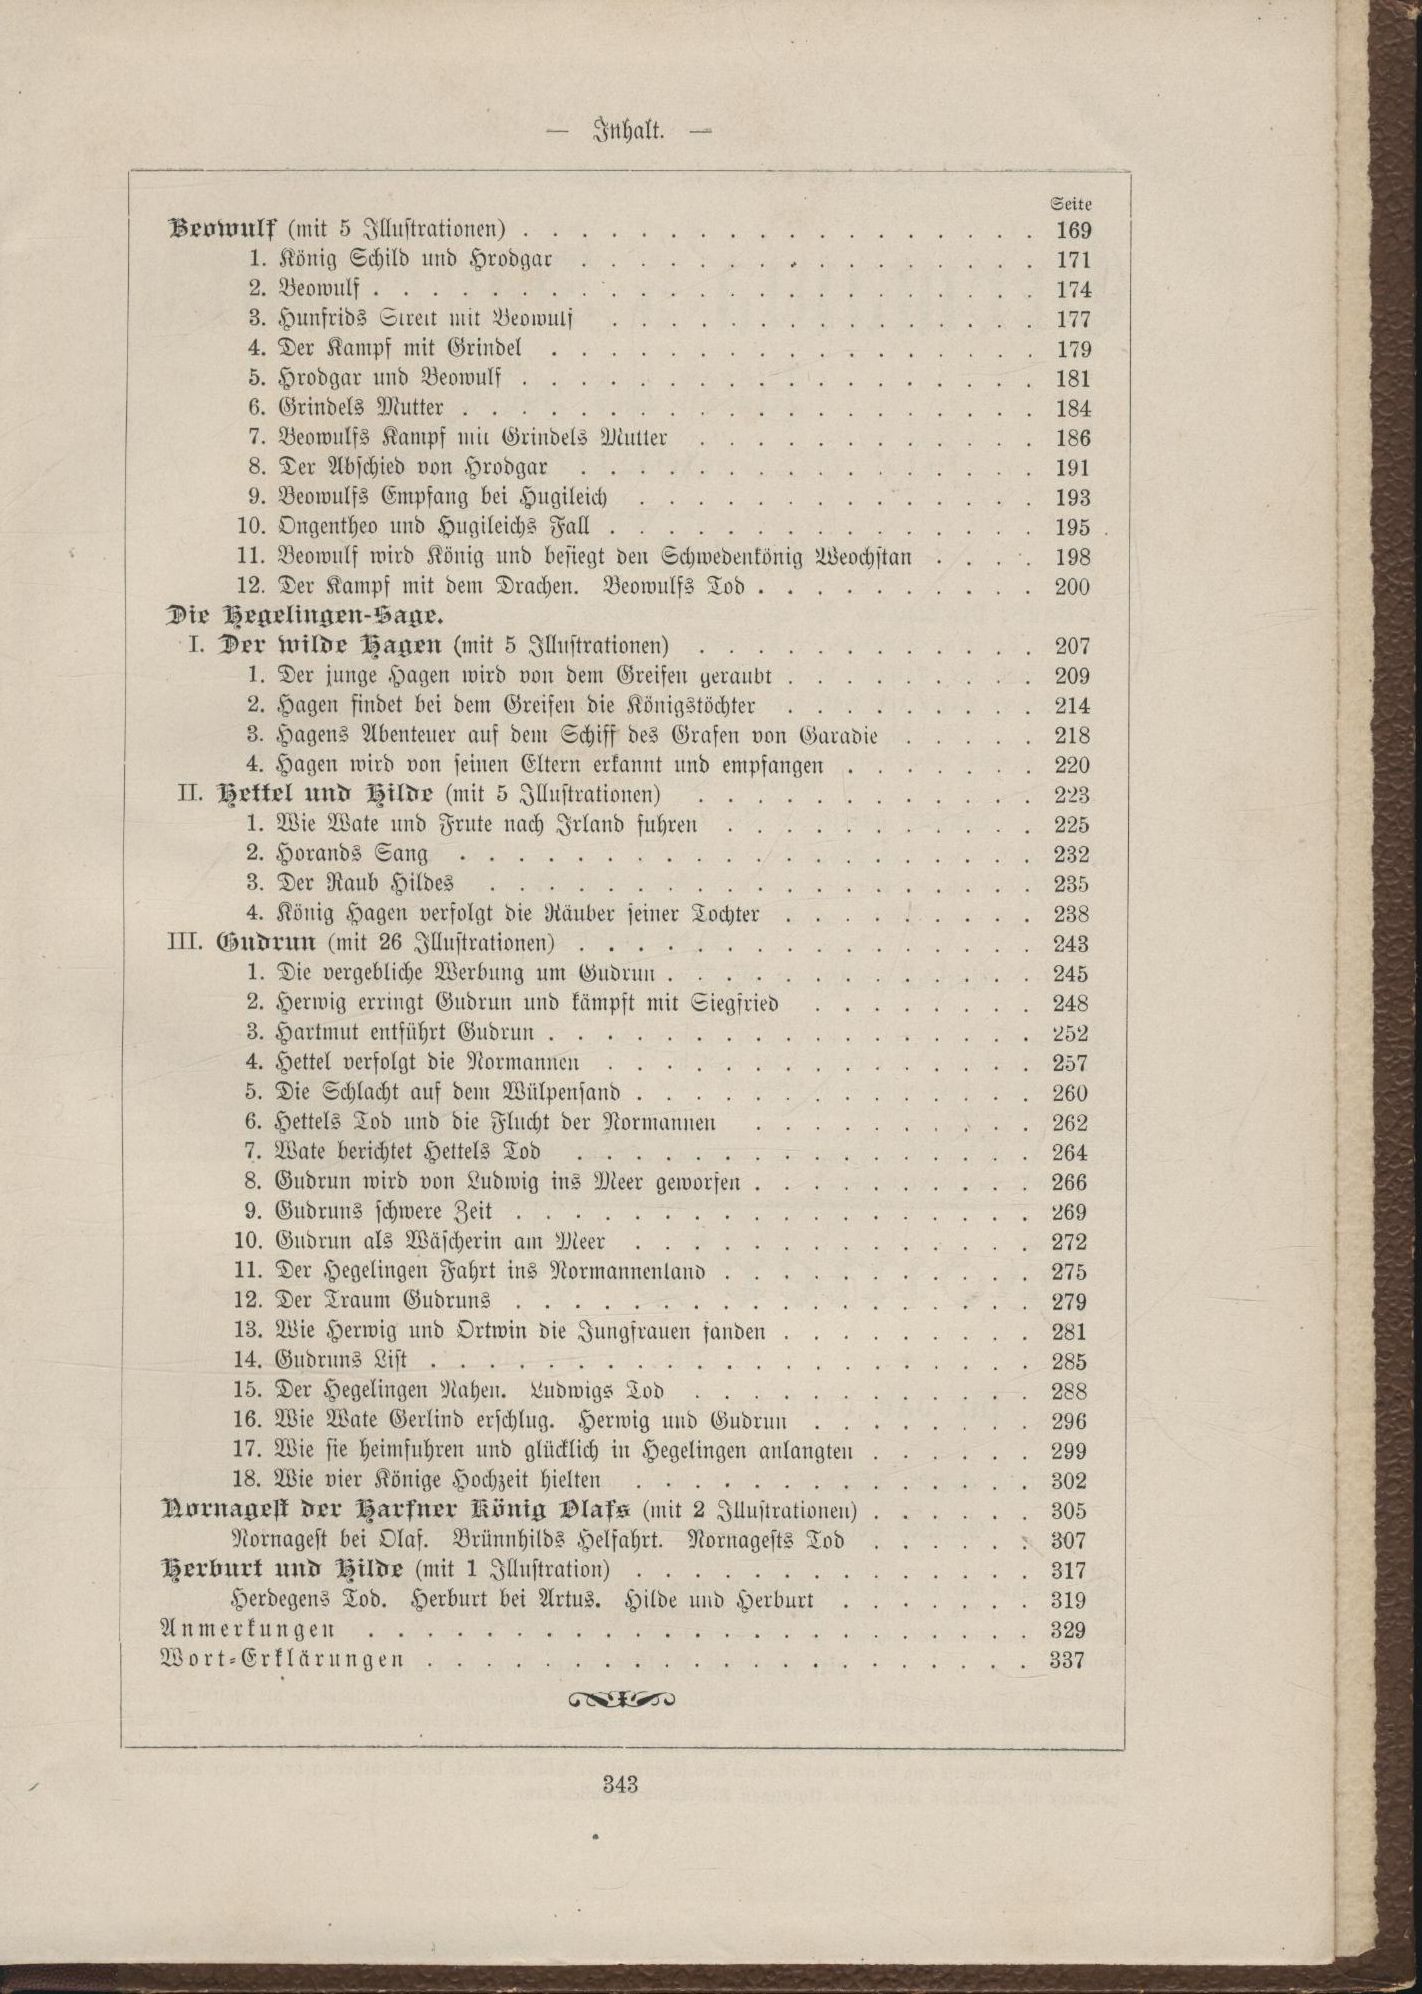 — Inhalt. —
Seite
Beowulf (mit 5 Illustrationen) . . . . . . . . . . . . . . . . . . 169
1. König Schild und Hrodgar . . . . . . . . . . . . . . . . 171
2. Beowulf . . . . . . . . . . . . . . . . . . . . . . . 174
3. Hunfrids Streit mit Beowulf . . . . . . . . . . . . . . . 177
4. Der Kampf mit Grindel . . . . . . . . . . . . . . . . . 179
5. Hrodgar und Beowulf . . . . . . . . . . . . . . . . . . 181
6. Grindels Mutter . . . . . . . . . . . . . . . . . . . . 184
7. Beowulfs Kampf mit Grindels Mutter . . . . . . . . . . . . 186
8. Der Abschied von Hrodgar . . . . . . . . . . . . . . . . 191
9. Beowulfs Empfang bei Hugileich . . . . . . . . . . . . . . 193
10. Ongentheo und Hugileichs Fall . . . . . . . . . . . . . . . 195
11. Beowulf wird König und besiegt den Schwedenkönig Weochstan . . . . 198
12. Der Kampf mit dem Drachen. Beowulfs Tod . . . . . . . . . . 200
Die Hegelingen-Sage.
I. Der wilde Hagen (mit 5 Illustrationen) . . . . . . . . . . . . 207
1. Der junge Hagen wird von dem Greifen geraubt . . . . . . . . . 209
2. Hagen findet bei dem Greifen die Königstöchter . . . . . . . . . 214
3. Hagens Abenteuer auf dem Schiff des Grafen von Garadie . . . . . 218
4. Hagen wird von seinen Eltern erkannt und empfangen . . . . . . . 220
II. Hettel und Hilde (mit 5 Illustrationen) . . . . . . . . . . . . 223
1. Wie Wate und Frute nach Irland fuhren . . . . . . . . . . . 225
2. Horands Sang . . . . . . . . . . . . . . . . . . . . 232
3. Der Raub Hildes . . . . . . . . . . . . . . . . . . . 235
4. König Hagen verfolgt die Räuber seiner Tochter . . . . . . . . . 238
III. Gudrun (mit 26 Illustrationen) . . . . . . . . . . . . . . . . 243
1. Die vergebliche Werbung um Gudrun . . . . . . . . . . . . . 245
2. Herwig erringt Gudrun und kämpft mit Siegfried . . . . . . . . 248
3. Hartmut entführt Gudrun . . . . . . . . . . . . . . . . . 252
4. Hettel verfolgt die Normannen . . . . . . . . . . . . . . . 257
5. Die Schlacht auf dem Wülpensand . . . . . . . . . . . . . . 260
6. Hettels Tod und die Flucht der Normannen . . . . . . . . . . 262
7. Wate berichtet Hettels Tod . . . . . . . . . . . . . . . . 264
8. Gudrun wird von Ludwig ins Meer geworfen . . . . . . . . . . 266
9. Gudruns schwere Zeit . . . . . . . . . . . . . . . . . . 269
10. Gudrun als Wäscherin am Meer . . . . . . . . . . . . . . 272
11. Der Hegelingen Fahrt ins Normannenland . . . . . . . . . . . 275
12. Der Traum Gudruns . . . . . . . . . . . . . . . . . . 279
13. Wie Herwig und Ortwin die Jungfrauen fanden . . . . . . . . . 281
14. Gudruns List . . . . . . . . . . . . . . . . . . . . . 285
15. Der Hegelingen Nahen. Ludwigs Tod . . . . . . . . . . . . 288
16. Wie Wate Gerlind erschlug. Herwig und Gudrun . . . . . . . . 296
17. Wie sie heimfuhren und glücklich in Hegelingen anlangten . . . . . . 299
18. Wie vier Könige Hochzeit hielten . . . . . . . . . . . . . . 302
Nornagest der Harfner König Olafs (mit 2 Illustrationen) . . . . . . 305
Nornagest bei Olaf. Brünnhilds Helfahrt. Nornagests Tod . . . . . . 307
Herburt und Hilde (mit 1 Illustration) . . . . . . . . . . . . . . 317
Herdegens Tod. Herburt bei Artus. Hilde und Herburt . . . . . . . 319
Anmerkungen . . . . . . . . . . . . . . . . . . . . . . . 329
Wort-Erklärungen . . . . . . . . . . . . . . . . . . . . . 337
343